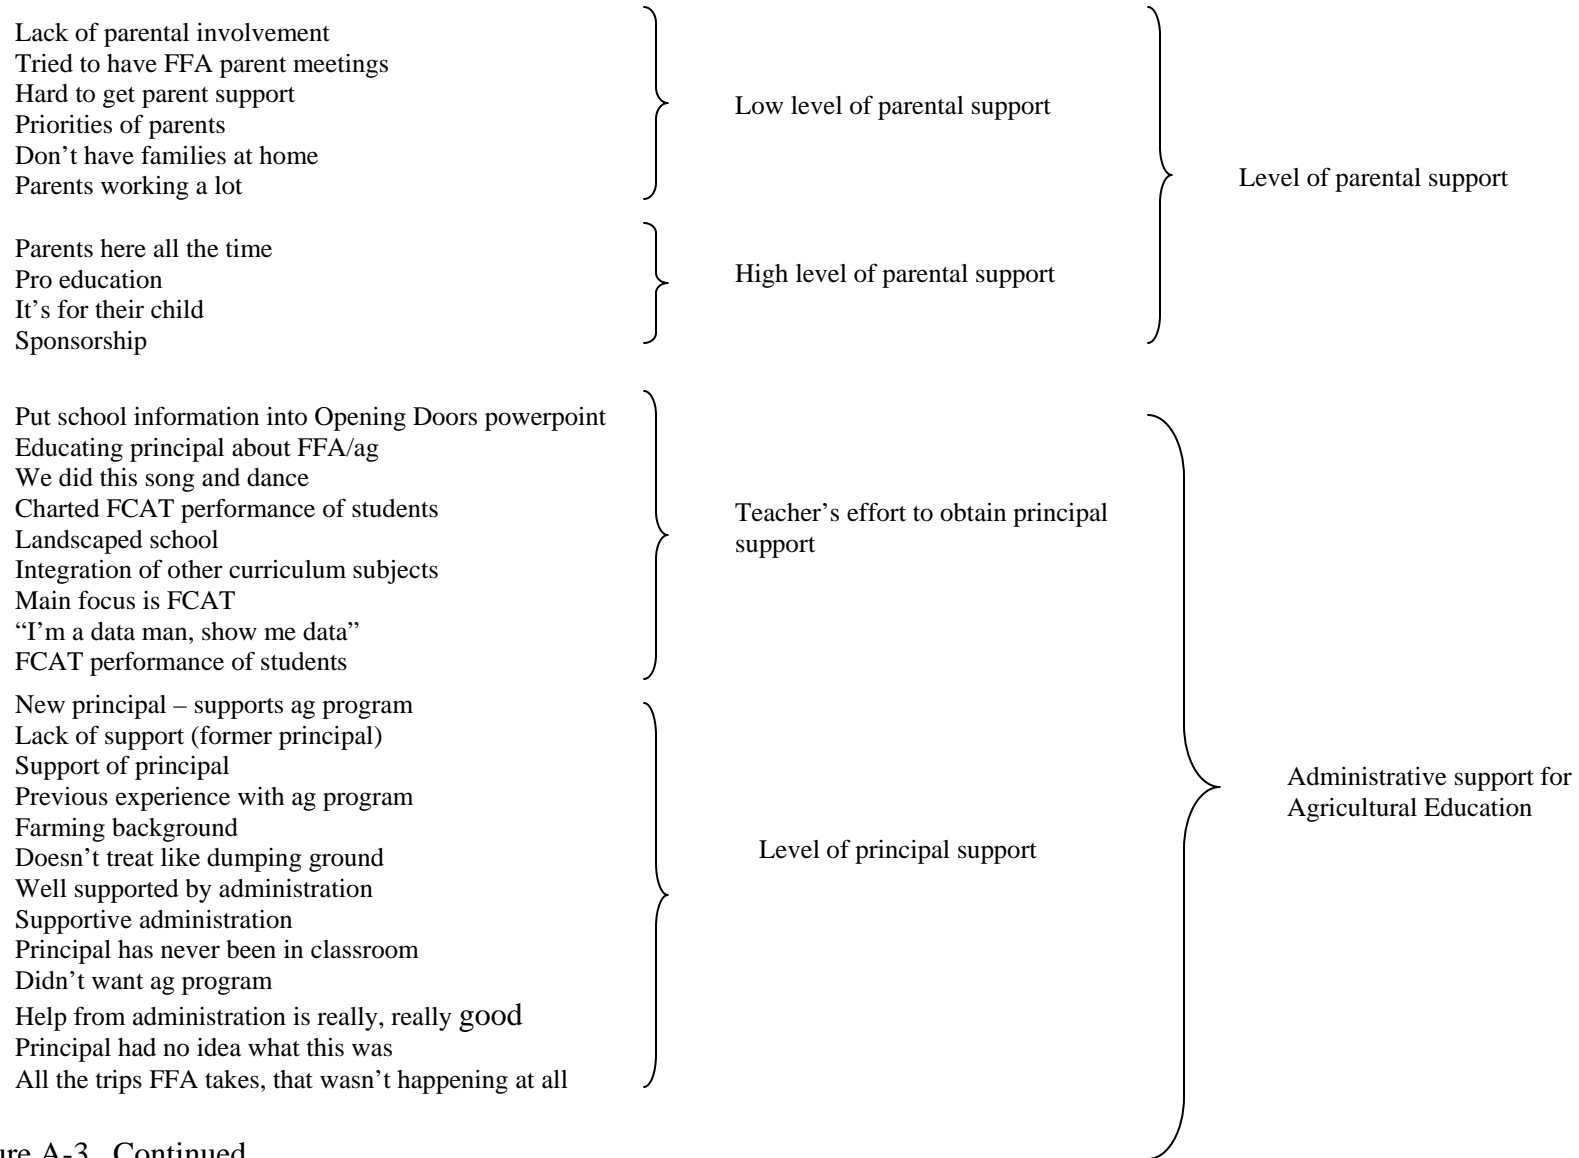 Lack of parental involvement
Tried to have FFA parent meetings
Hard to get parent support
Priorities of parents
Don’t have families at home
Parents working a lot
Low level of parental support
Parents here all the time
Pro education
It’s for their child
Sponsorship
High level of parental support
Level of parental support
Put school information into Opening Doors powerpoint
Educating principal about FFA/ag
We did this song and dance
Charted FCAT performance of students
Landscaped school
Integration of other curriculum subjects
Main focus is FCAT
“I’m a data man, show me data”
FCAT performance of students
Teacher’s effort to obtain principal
support
New principal – supports ag program
Lack of support (former principal)
Support of principal
Previous experience with ag program
Farming background
Doesn’t treat like dumping ground
Well supported by administration
Supportive administration
Principal has never been in classroom
Didn’t want ag program
Help from administration is really, really good
Principal had no idea what this was
All the trips FFA takes, that wasn’t happening at all
Level of principal support
Administrative support for
Agricultural Education
ure A-3. Continued